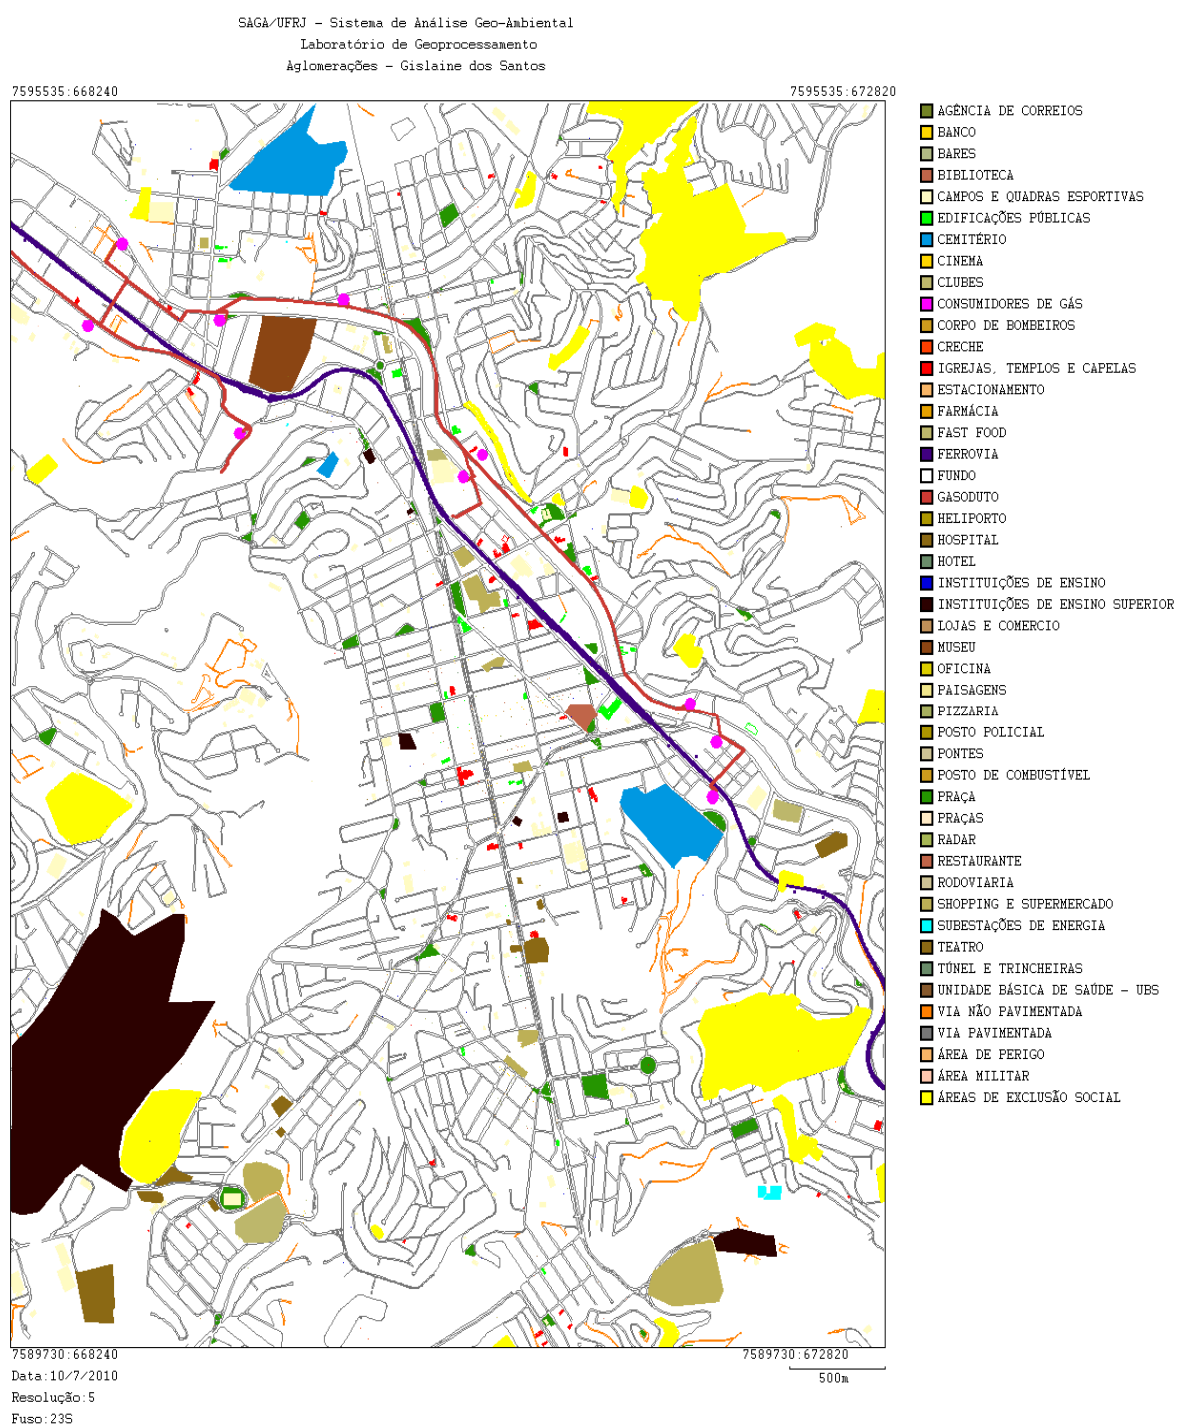 SAGA/UFRJ - Sistema de Análise Geo-Ambiental
Laboratório de Geoprocessamento
Aglomerações - Gislaine dos Santos
7595535:668240
7595535:672820
AGÊNCIA DE CORREIOS
BANCO
BARES
BIBLIOTECA
CAMPOS E QUADRAS ESPORTIVAS
EDIFICAÇÕES PÚBLICAS
CEMITÉRIO
CINEMA
CLUBES
CONSUMIDORES DE GÁS
CORPO DE BOMBEIROS
CRECHE
IGREJAS, TEMPLOS E CAPELAS
ESTACIONAMENTO
FARMÁCIA
FAST FOOD
FERROVIA
FUNDO
GASODUTO
HELIPORTO
HOSPITAL
HOTEL
INSTITUIÇÕES DE ENSINO
INSTITUIÇÕES DE ENSINO SUPERIOR
LOJAS E COMERCIO
MUSEU
OFICINA
PAISAGENS
PIZZARIA
POSTO POLICIAL
PONTES
POSTO DE COMBUSTÍVEL
PRAÇA
PRAÇAS
RADAR
RESTAURANTE
RODOVIARIA
SHOPPING E SUPERMERCADO
SUBESTAÇÕES DE ENERGIA
TEATRO
TÚNEL E TRINCHEIRAS
UNIDADE BÁSICA DE SAÚDE - UBS
VIA NÃO PAVIMENTADA
VIA PAVIMENTADA
ÁREA DE PERIGO
ÁREA MILITAR
ÁREAS DE EXCLUSÃO SOCIAL
7589730:668240
7589730:672820
Data:10/7/2010
500m
Resolução:5
Fuso:23S